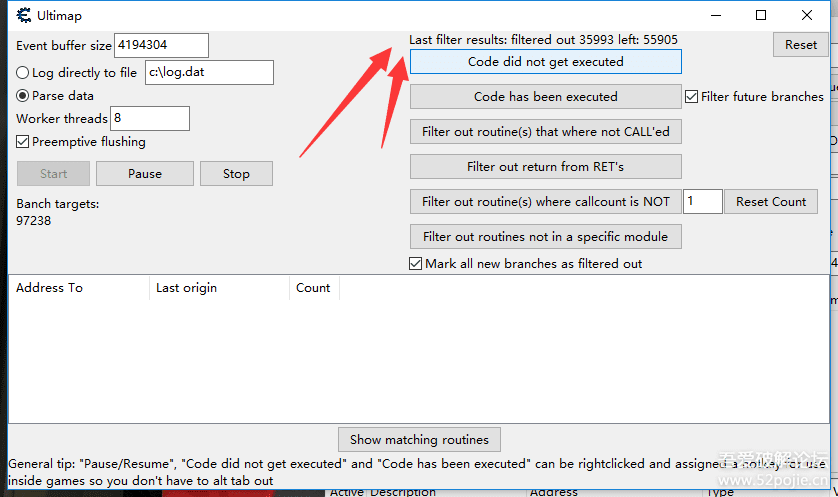 Ultimap
Event buffer size 4194304
Log directly to file c:\log.dat
Parse data
Worker threads 8
Preemptive flushing
Start Pause Stop
Banch targets:
97238
Last filter results: filtered out 35993 left: 55905
Reset
Code did not get executed
Code has been executed Filter future branches
Filter out routine(s) that where not CALL'ed
Filter out return from RET's
Filter out routine(s) where callcount is NOT 1 Reset Count
Filter out routines not in a specific module
Mark all new branches as filtered out
Address To Last origin Count
Show matching routines
General tip: "Pause/Resume", "Code did not get executed" and "Code has been executed" can be rightclicked and assigned a hotkey for use
inside games so you don't have to alt tab out
吾爱破解论坛
www.52pojie.cn
Active Description Address Type